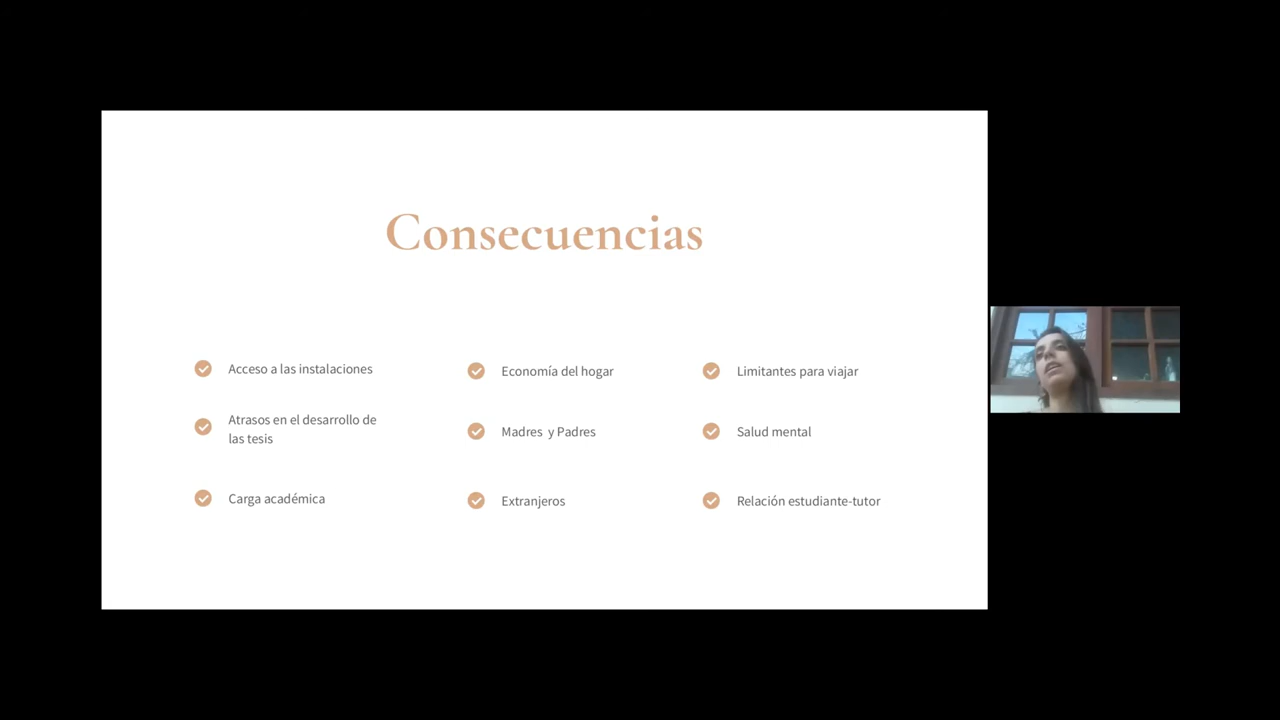 Consecuencias
Acceso a las instalaciones
Atrasos en el desarrollo de
las tesis
Carga académica
Economía del hogar
Madres y Padres
Extranjeros
Limitantes para viajar
Salud mental
Relación estudiante-tutor